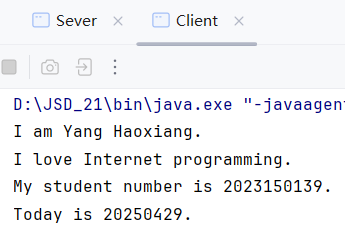 Sever
Client
D:\JSD_21\bin\java.exe "-javaagen
I am Yang Haoxiang.
I love Internet programming.
My student number is 2023150139.
Today is 20250429.